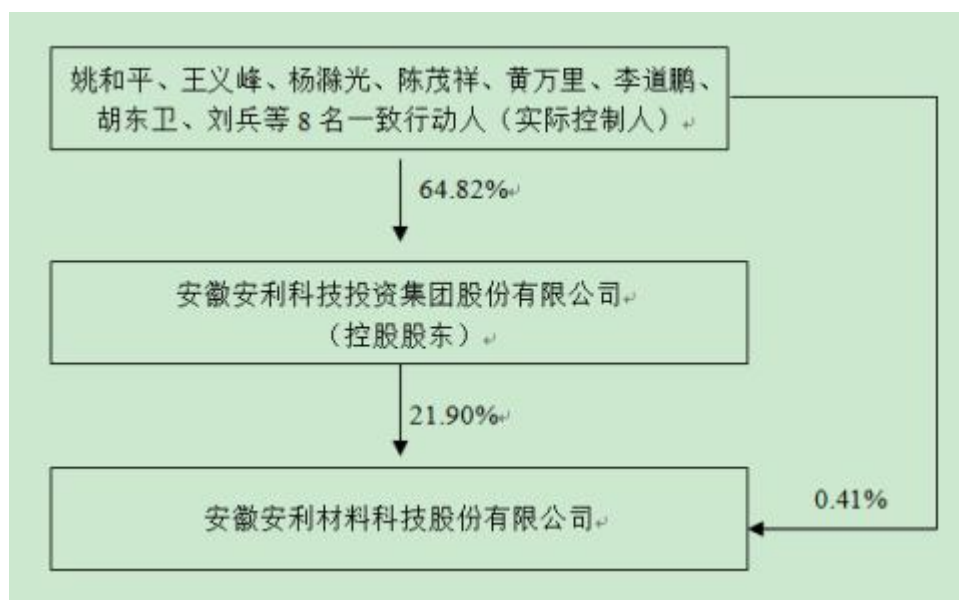 姚和平、王义峰、杨滁光、陈茂祥、黄万里、李道鹏、
胡东卫、刘兵等 8 名一致行动人（实际控制人）
64.82%
安徽安利科技投资集团股份有限公司
（控股股东）
21.90%
安徽安利材料科技股份有限公司
0.41%